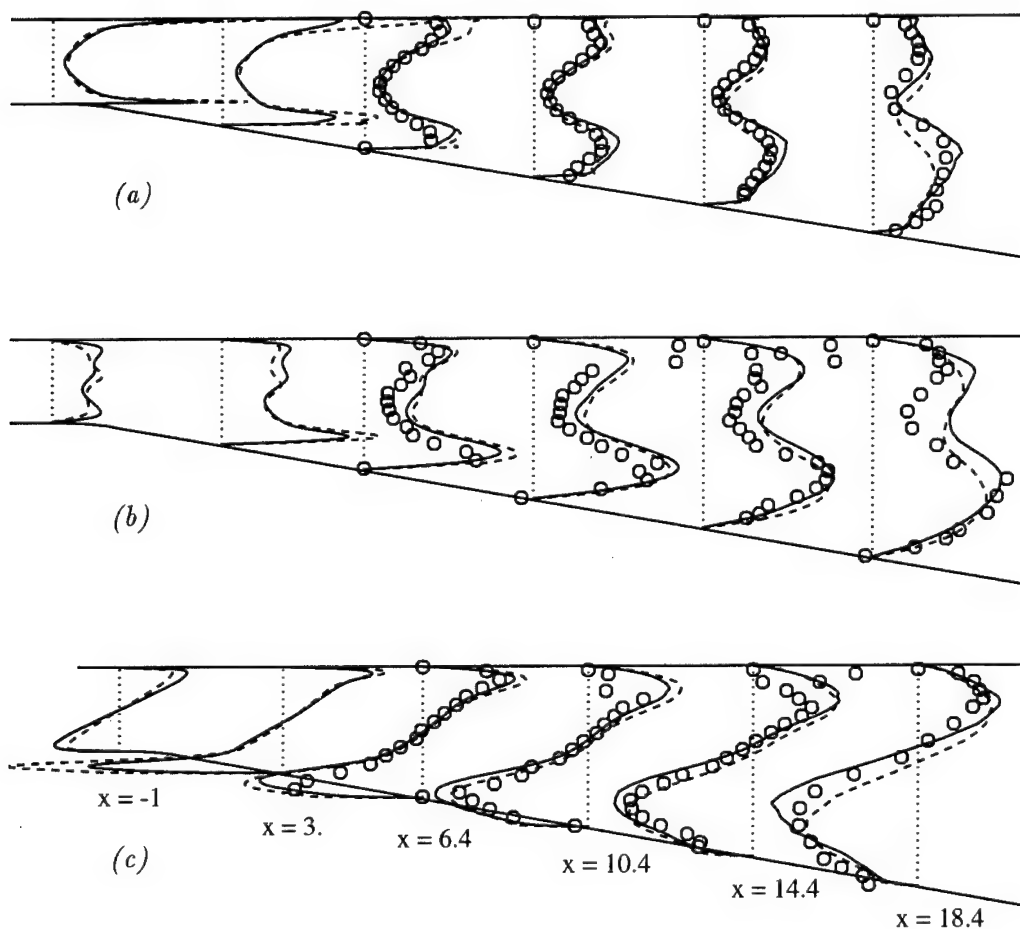 (a)
(b)
x = -1
x = 3.
x = 6.4
x = 10.4
x = 14.4
x = 18.4
(c)